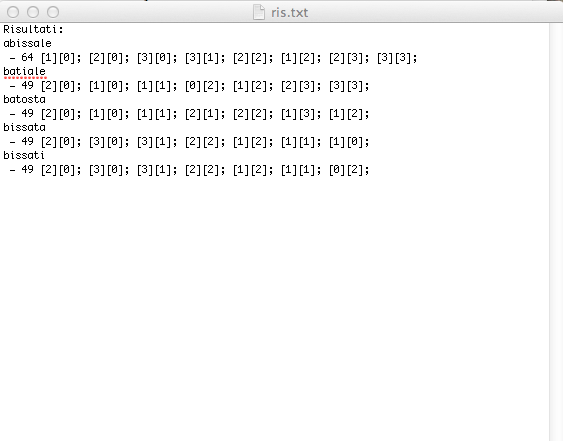 ris.txt
Risultati:
abissale
- 64 [1][0]; [2][0]; [3][0]; [3][1]; [2][2]; [1][2]; [2][3]; [3][3];
batiale
- 49 [2][0]; [1][0]; [1][1]; [0][2]; [1][2]; [2][3]; [3][3];
batosta
- 49 [2][0]; [1][0]; [1][1]; [2][1]; [2][2]; [1][3]; [1][2];
bissata
- 49 [2][0]; [3][0]; [3][1]; [2][2]; [1][2]; [1][1]; [1][0];
bissati
- 49 [2][0]; [3][0]; [3][1]; [2][2]; [1][2]; [1][1]; [0][2];